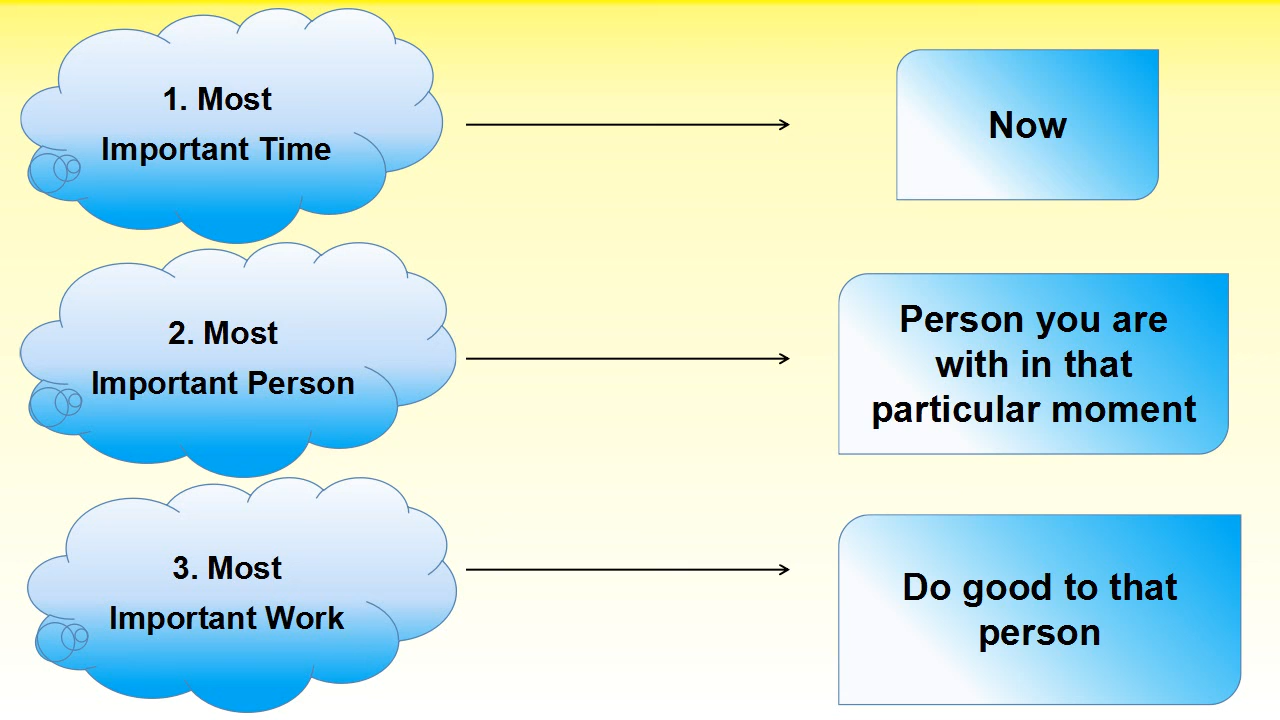 1. Most
Important Time
Now
2. Most
Important Person
Person you are
with in that
particular moment
3. Most
Important Work
Do good to that
person